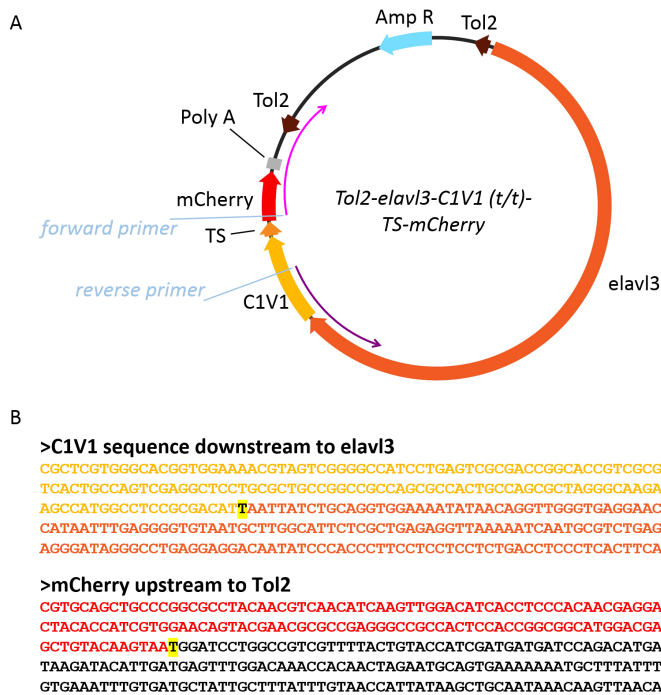 A
Amp R
Tol2
Tol2
Poly A
mCherry
Tol2-elavl3-C1V1 (t/t)-
TS-mCherry
forward primer
TS
reverse primer
C1V1
elavl3
B
>C1V1 sequence downstream to elavl3
CGCTCGTGGGCACGGTGGAAAACGTAGTCGGGGCCATCCTGAGTCGCGACCGGCACCGTCGCG
TCACTGCCAGTCGAGGCTCCTGCGCTGCCGGCCGCCAGCGCCACTGCCAGCGCTAGGGCAAGA
AGCCATGGCCTCCGCGACATTAATTATCTGCAGGTGGAAAATATAACAGGTTGGGTGAGGAAC
CATAATTTGAGGGGTGTAATGCTTGGCATTCTCGCTGAGAGGTTAAAAATCAATGCGTCTGAG
AGGGATAGGGCCTGAGGAGGACAATATCCCACCCTTCCTCCTCCTCTGACCTCCCTCACTTCA
>mCherry upstream to Tol2
CGTGCAGCTGCCCGGCGCCTACAACGTCAACATCAAGTTGGACATCACCTCCCACAACGAGGA
CTACACCATCGTGGAACAGTACGAACGCGCCGAGGGCCGCCACTCCACCGGCGGCATGGACGA
GCTGTACAAGTAATGGATCCTGGCCGTCGTTTTACTGTACCATCGATGATGATCCAGACATGA
TAAGATACATTGATGAGTTTGGACAAACCACAACTAGAATGCAGTGAAAAAAATGCTTTATTT
GTGAAATTTGTGATGCTATTGCTTTATTTGTAACCATTATAAGCTGCAATAAACAAGTTAACA